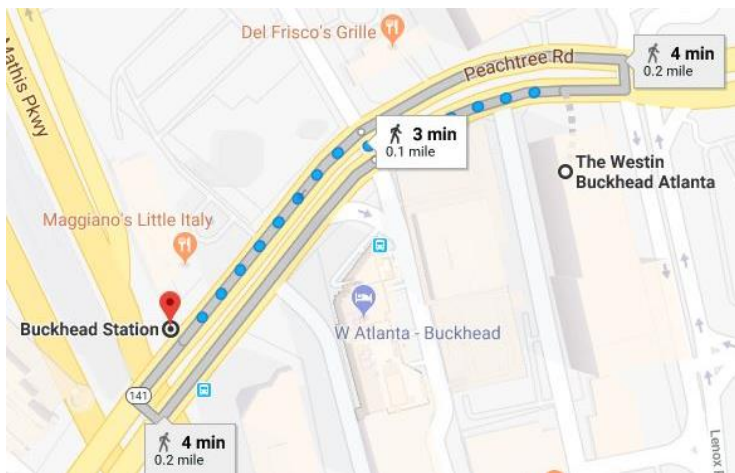 Del Frisco's Grille
Peachtree Rd
4 min
0.2 mile
Mathis Pkwy
3 min
0.1 mile
The Westin
Buckhead Atlanta
Maggiano's Little Italy
Buckhead Station
W Atlanta - Buckhead
141
4 min
0.2 mile
Lenox